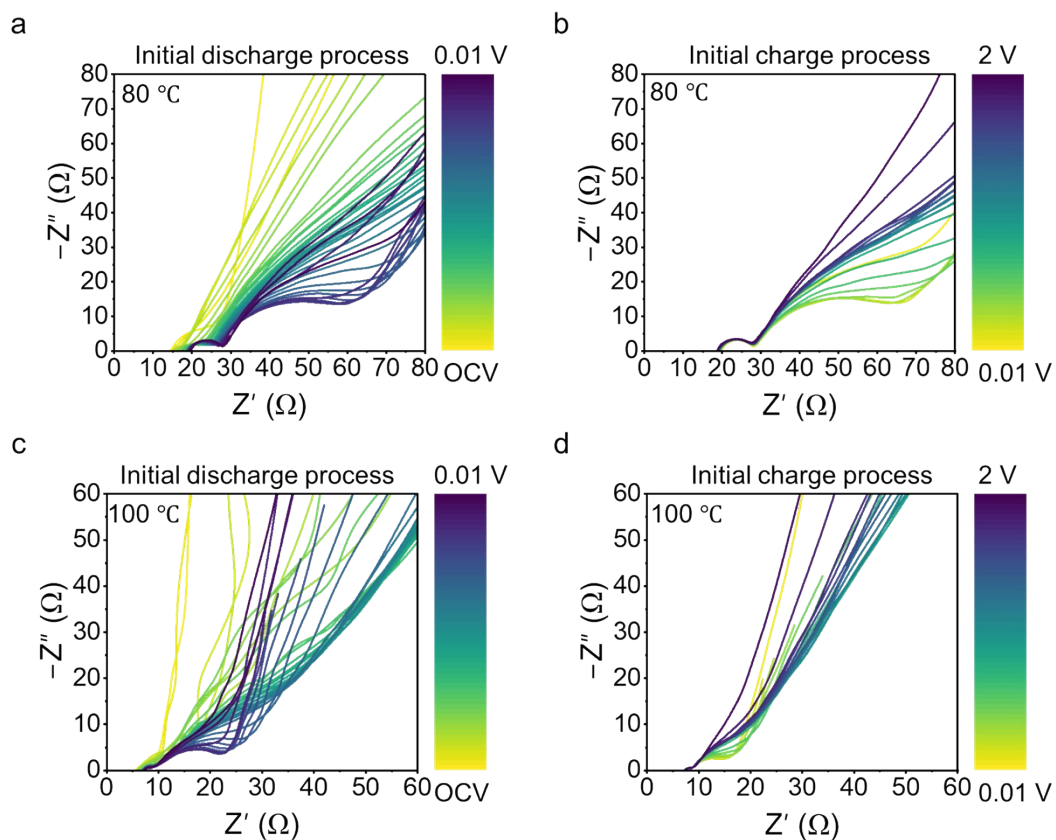 a
Initial discharge process
0.01 V
80 ℃
80
70
60
50
40
30
20
10
0
−Z″ (Ω)
0 10 20 30 40 50 60 70 80
Z′ (Ω)
OCV
b
Initial charge process
2 V
80 ℃
80
70
60
50
40
30
20
10
0
−Z″ (Ω)
0 10 20 30 40 50 60 70 80
Z′ (Ω)
0.01 V
c
Initial discharge process
0.01 V
100 ℃
60
50
40
30
20
10
0
−Z″ (Ω)
0 10 20 30 40 50 60
Z′ (Ω)
OCV
d
Initial charge process
2 V
100 ℃
60
50
40
30
20
10
0
−Z″ (Ω)
0 10 20 30 40 50 60
Z′ (Ω)
0.01 V